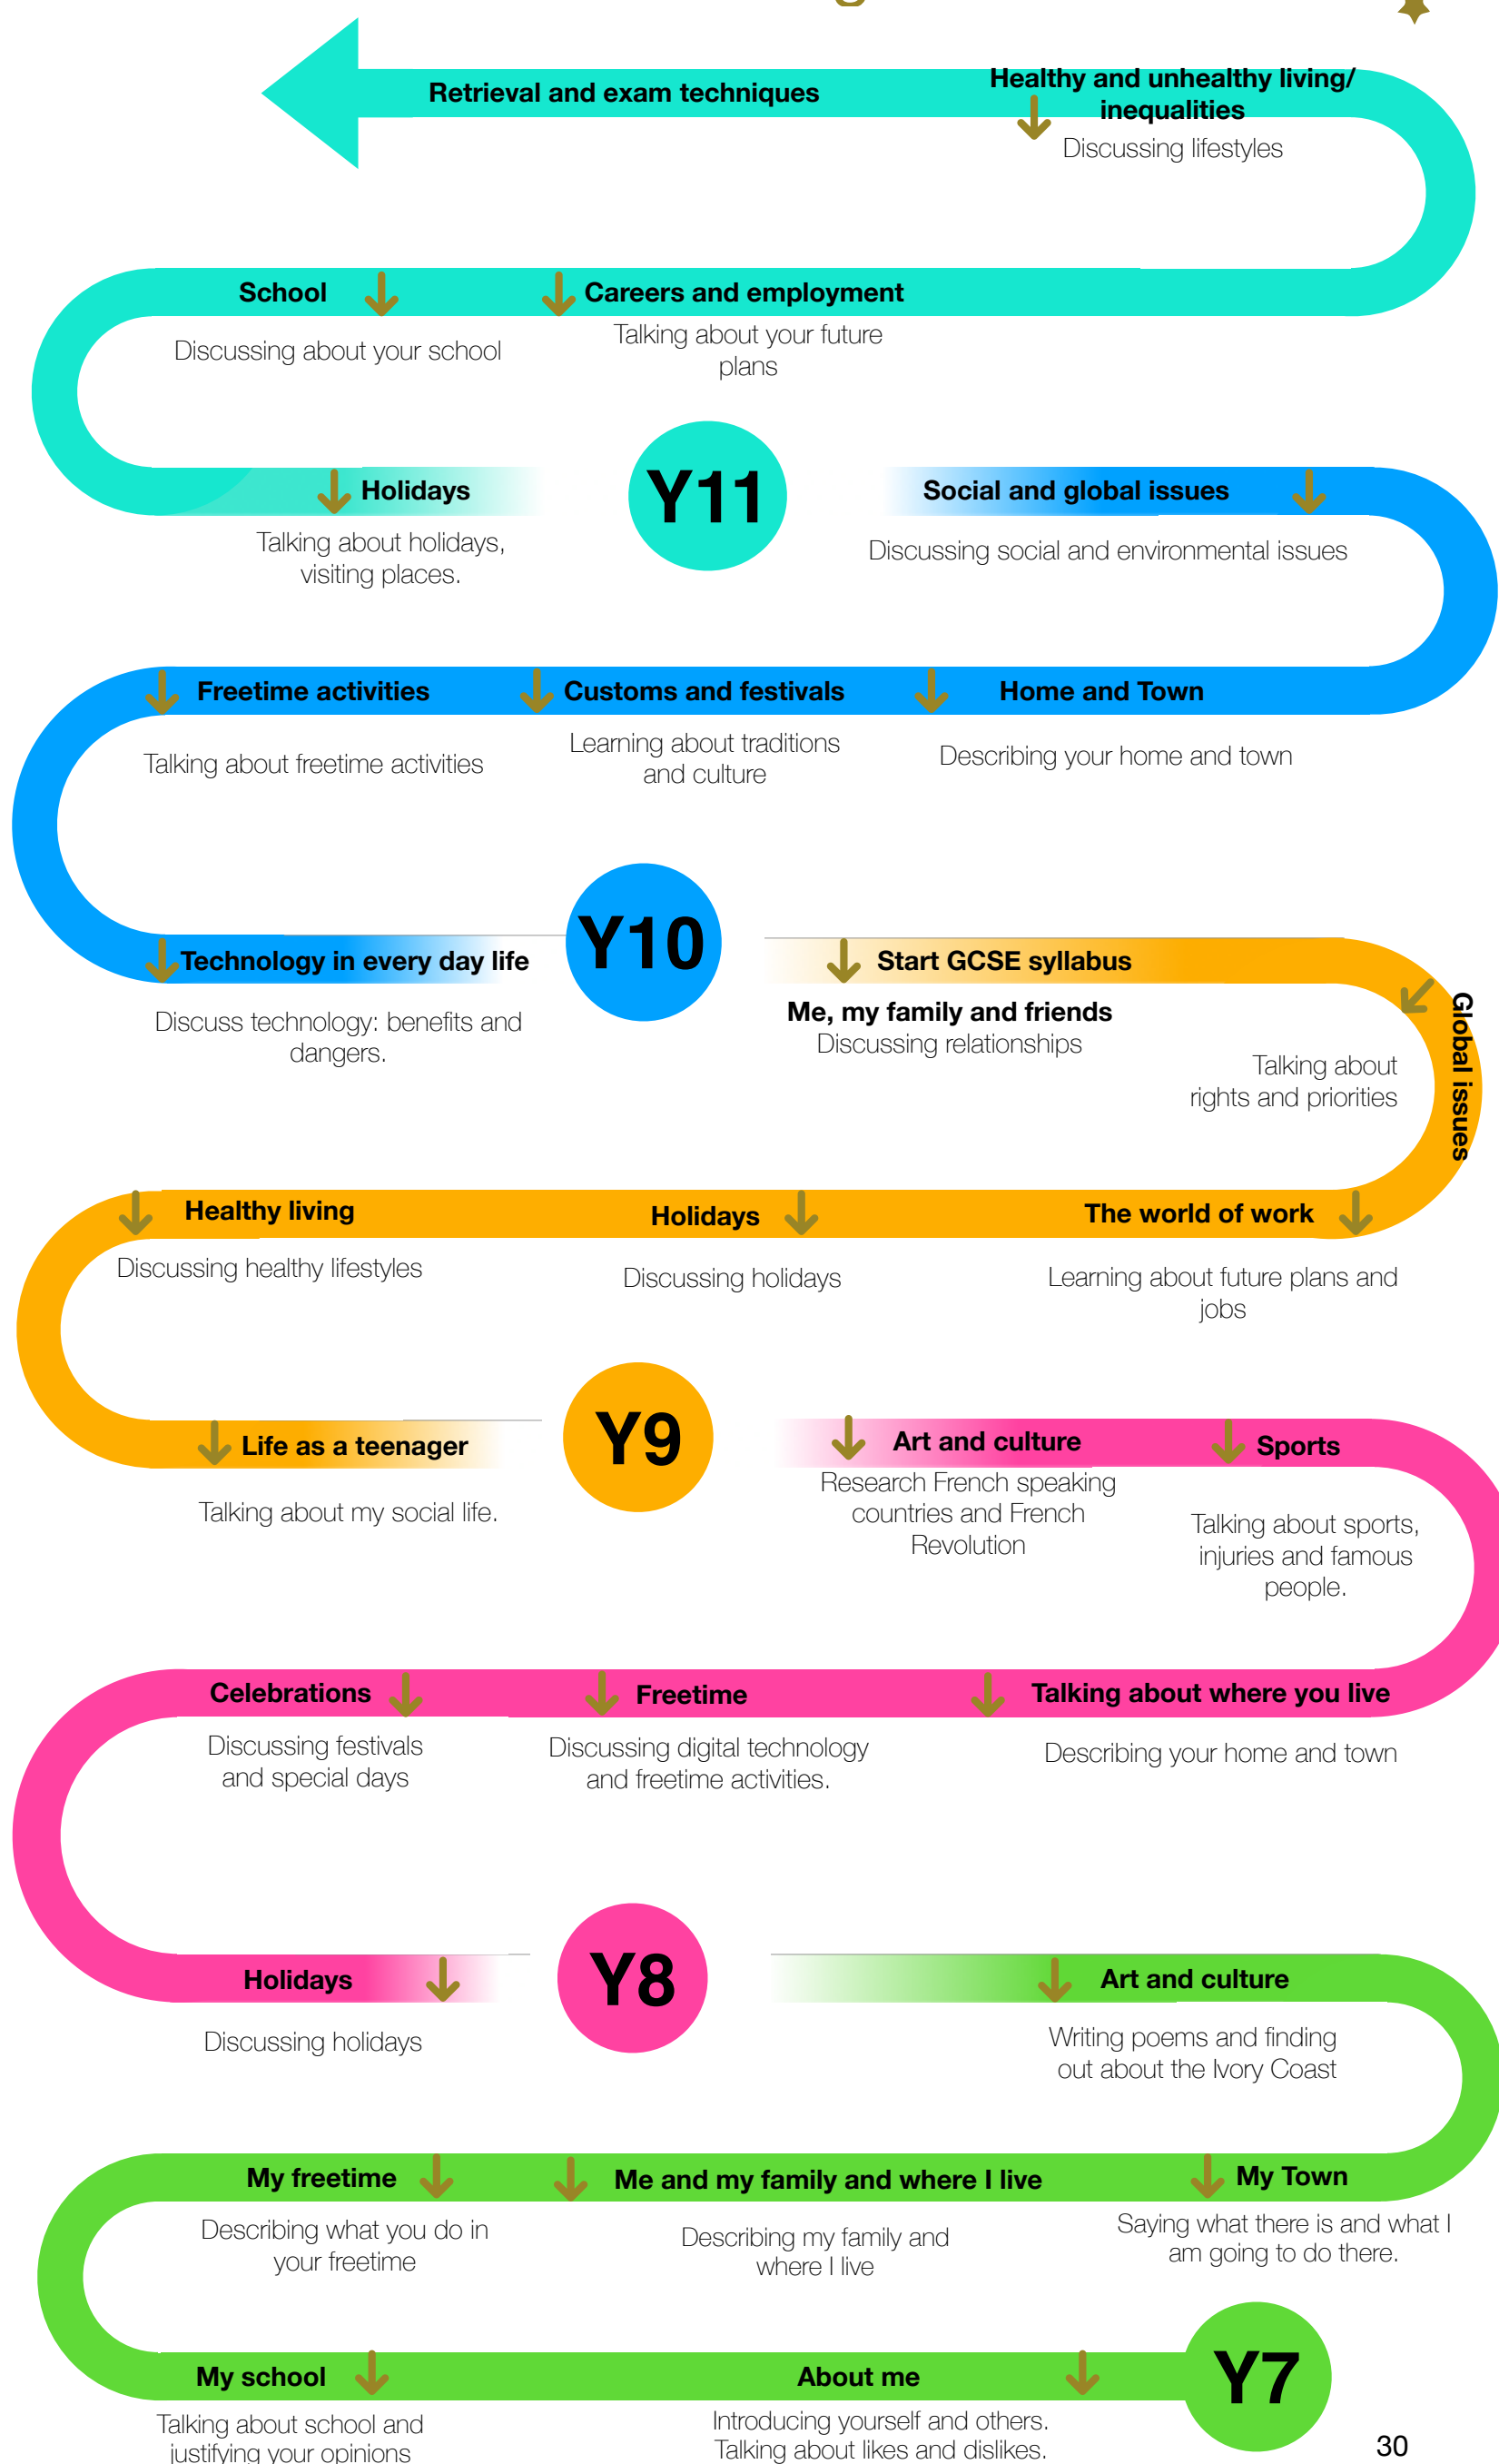 Retrieval and exam techniques
Healthy and unhealthy living/
inequalities
Discussing lifestyles
School
Careers and employment
Discussing about your school
Talking about your future
plans
Holidays
Y11
Social and global issues
Talking about holidays,
visiting places.
Discussing social and environmental issues
Freetime activities
Customs and festivals
Home and Town
Talking about freetime activities
Learning about traditions
and culture
Describing your home and town
Technology in every day life
Y10
Start GCSE syllabus
Discuss technology: benefits and
dangers.
Me, my family and friends
Discussing relationships
Global issues
Talking about
rights and priorities
Healthy living
Holidays
The world of work
Discussing healthy lifestyles
Discussing holidays
Learning about future plans and
jobs
Life as a teenager
Y9
Art and culture
Sports
Talking about my social life.
Research French speaking
countries and French
Revolution
Talking about sports,
injuries and famous
people.
Celebrations
Freetime
Talking about where you live
Discussing festivals
and special days
Discussing digital technology
and freetime activities.
Describing your home and town
Holidays
Y8
Art and culture
Discussing holidays
Writing poems and finding
out about the Ivory Coast
My freetime
Me and my family and where I live
My Town
Describing what you do in
your freetime
Describing my family and
where I live
Saying what there is and what I
am going to do there.
My school
About me
Y7
Talking about school and
justifying your opinions
Introducing yourself and others.
Talking about likes and dislikes.
30